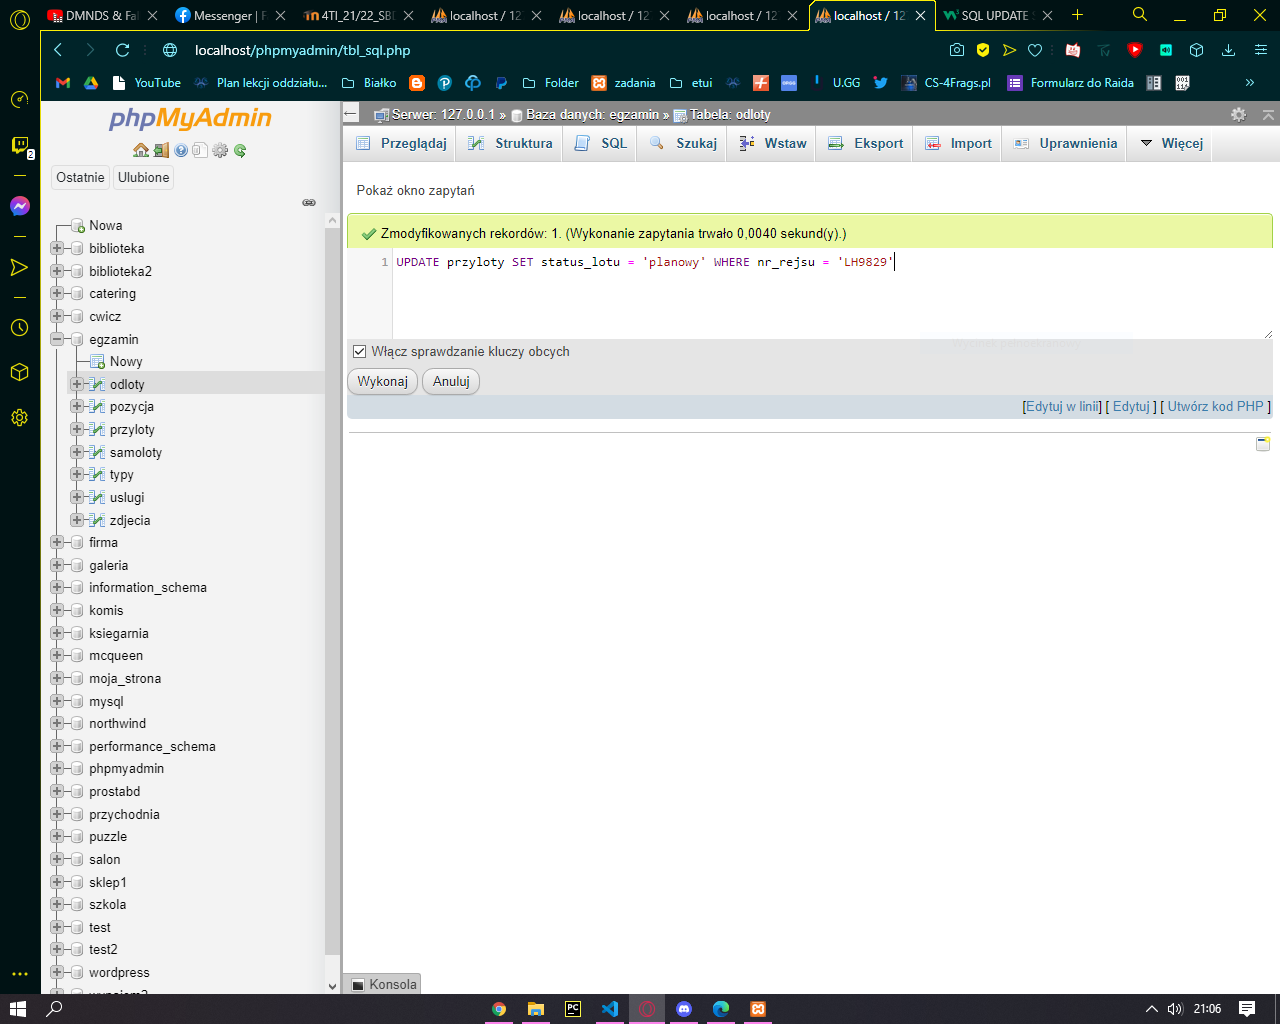 DMNDS & Fal
Messenger | F
4TI_21/22_SBD
localhost / 12
localhost / 12
localhost / 12
localhost / 12
SQL UPDATE S
localhost/phpmyadmin/tbl_sql.php
YouTube
Plan lekcji oddziału...
Białko
Folder
zadania
etui
U.GG
CS-4Frags.pl
Formularz do Raida
2
phpMyAdmin
Ostatnie
Ulubione
Nowa
biblioteka
biblioteka2
catering
cwicz
egzamin
Nowy
odloty
pozycja
przyloty
samoloty
typy
uslugi
zdjecia
firma
galeria
information_schema
komis
ksiegarnia
mcqueen
moja_strona
mysql
northwind
performance_schema
phpmyadmin
prostabd
przychodnia
puzzle
salon
sklep1
szkola
test
test2
wordpress
Serwer: 127.0.0.1 » Baza danych: egzamin » Tabela: odloty
Przeglądaj
Struktura
SQL
Szukaj
Wstaw
Eksport
Import
Uprawnienia
Więcej
Pokaż okno zapytań
Zmodyfikowanych rekordów: 1. (Wykonanie zapytania trwało 0,0040 sekund(y).)
1 UPDATE przyloty SET status_lotu = 'planowy' WHERE nr_rejsu = 'LH9829'
Włącz sprawdzanie kluczy obcych
Wykonaj
Anuluj
[Edytuj w linii] [ Edytuj ] [ Utwórz kod PHP ]
Konsola
PC
21:06